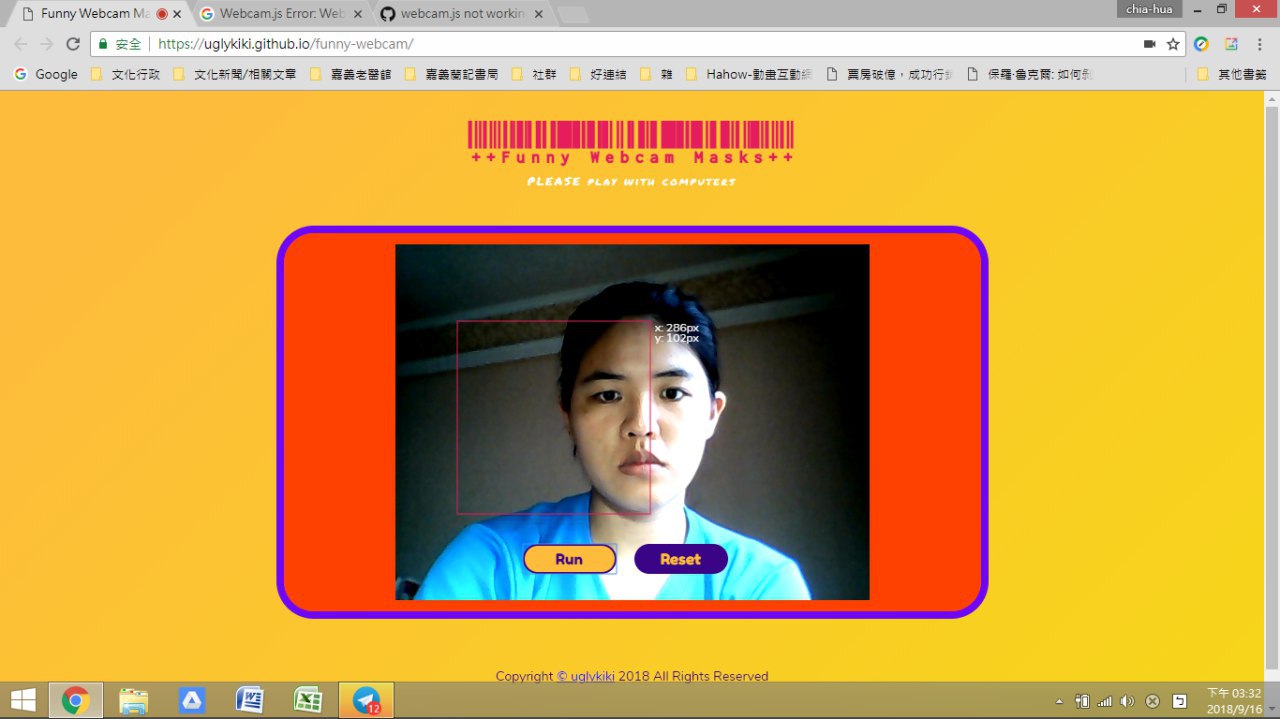 Funny Webcam Ma
Webcam.js Error: Web
webcam.js not workin
chia-hua
安全
https://uglykiki.github.io/funny-webcam/
Google
文化行政
文化新聞/相關文章
嘉義老醫館
嘉義蘭記書局
社群
好連結
雜
Hahow-動畫互動網
票房破億，成功行銷
保羅·魯克爾: 如何
其他書籤
++Funny Webcam Masks++
PLEASE PLAY WITH COMPUTERS
x: 286px
y: 102px
Run
Reset
Copyright © uglykiki 2018 All Rights Reserved
12
下午 03:32
2018/9/16